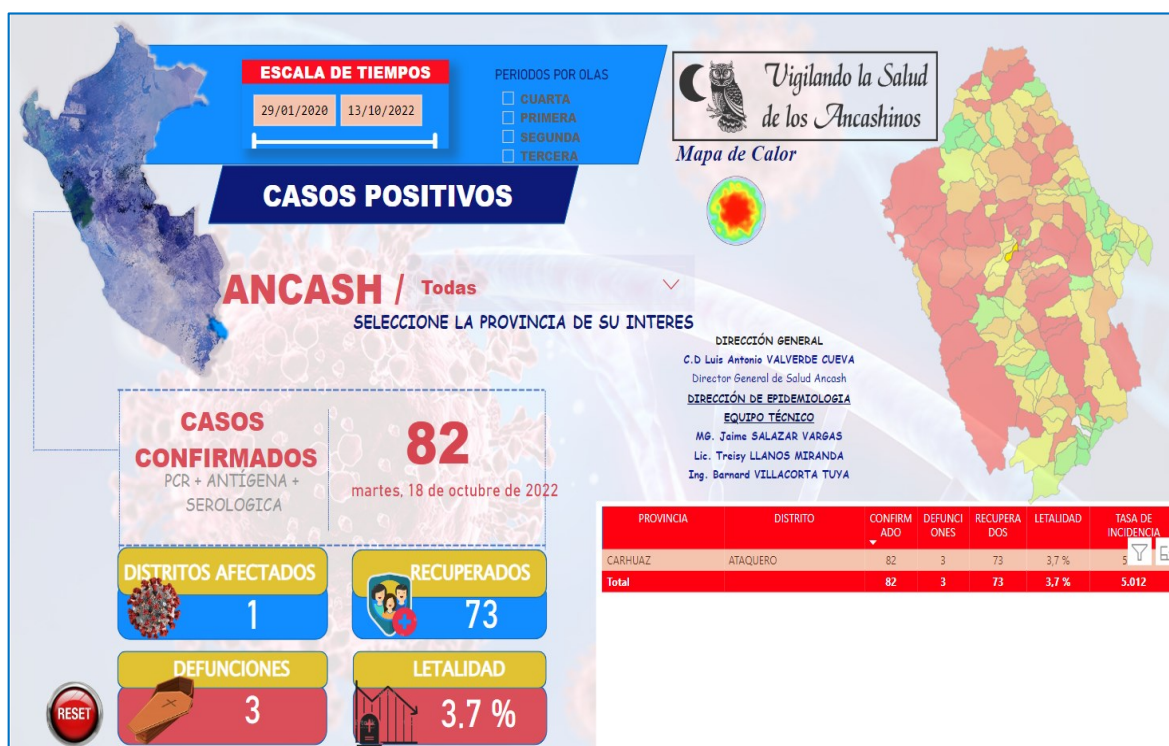 ESCALA DE TIEMPOS
29/01/2020 13/10/2022
PERIODOS POR OLAS
CUARTA
PRIMERA
SEGUNDA
TERCERA
Vigilando la Salud
de los Ancashinos
Mapa de Calor
CASOS POSITIVOS
ANCASH / Todas
SELECCIONE LA PROVINCIA DE SU INTERES
DIRECCIÓN GENERAL
C.D Luis Antonio VALVERDE CUEVA
Director General de Salud Ancash
DIRECCIÓN DE EPIDEMIOLOGIA
EQUIPO TÉCNICO
MG. Jaime SALAZAR VARGAS
Lic. Treisy LLANOS MIRANDA
Ing. Barnard VILLACORTA TUYA
CASOS
CONFIRMADOS
PCR + ANTÍGENA +
SEROLOGICA
82
martes, 18 de octubre de 2022
DISTRITOS AFECTADOS
1
RECUPERADOS
73
DEFUNCIONES
3
LETALIDAD
3.7 %
RESET
PROVINCIA DISTRITO CONFIRM
ADO DEFUNCI
ONES RECUPERA
DOS LETALIDAD TASA DE
INCIDENCIA
CARHUAZ ATAQUERO 82 3 73 3,7 %
Total 82 3 73 3,7 % 5.012